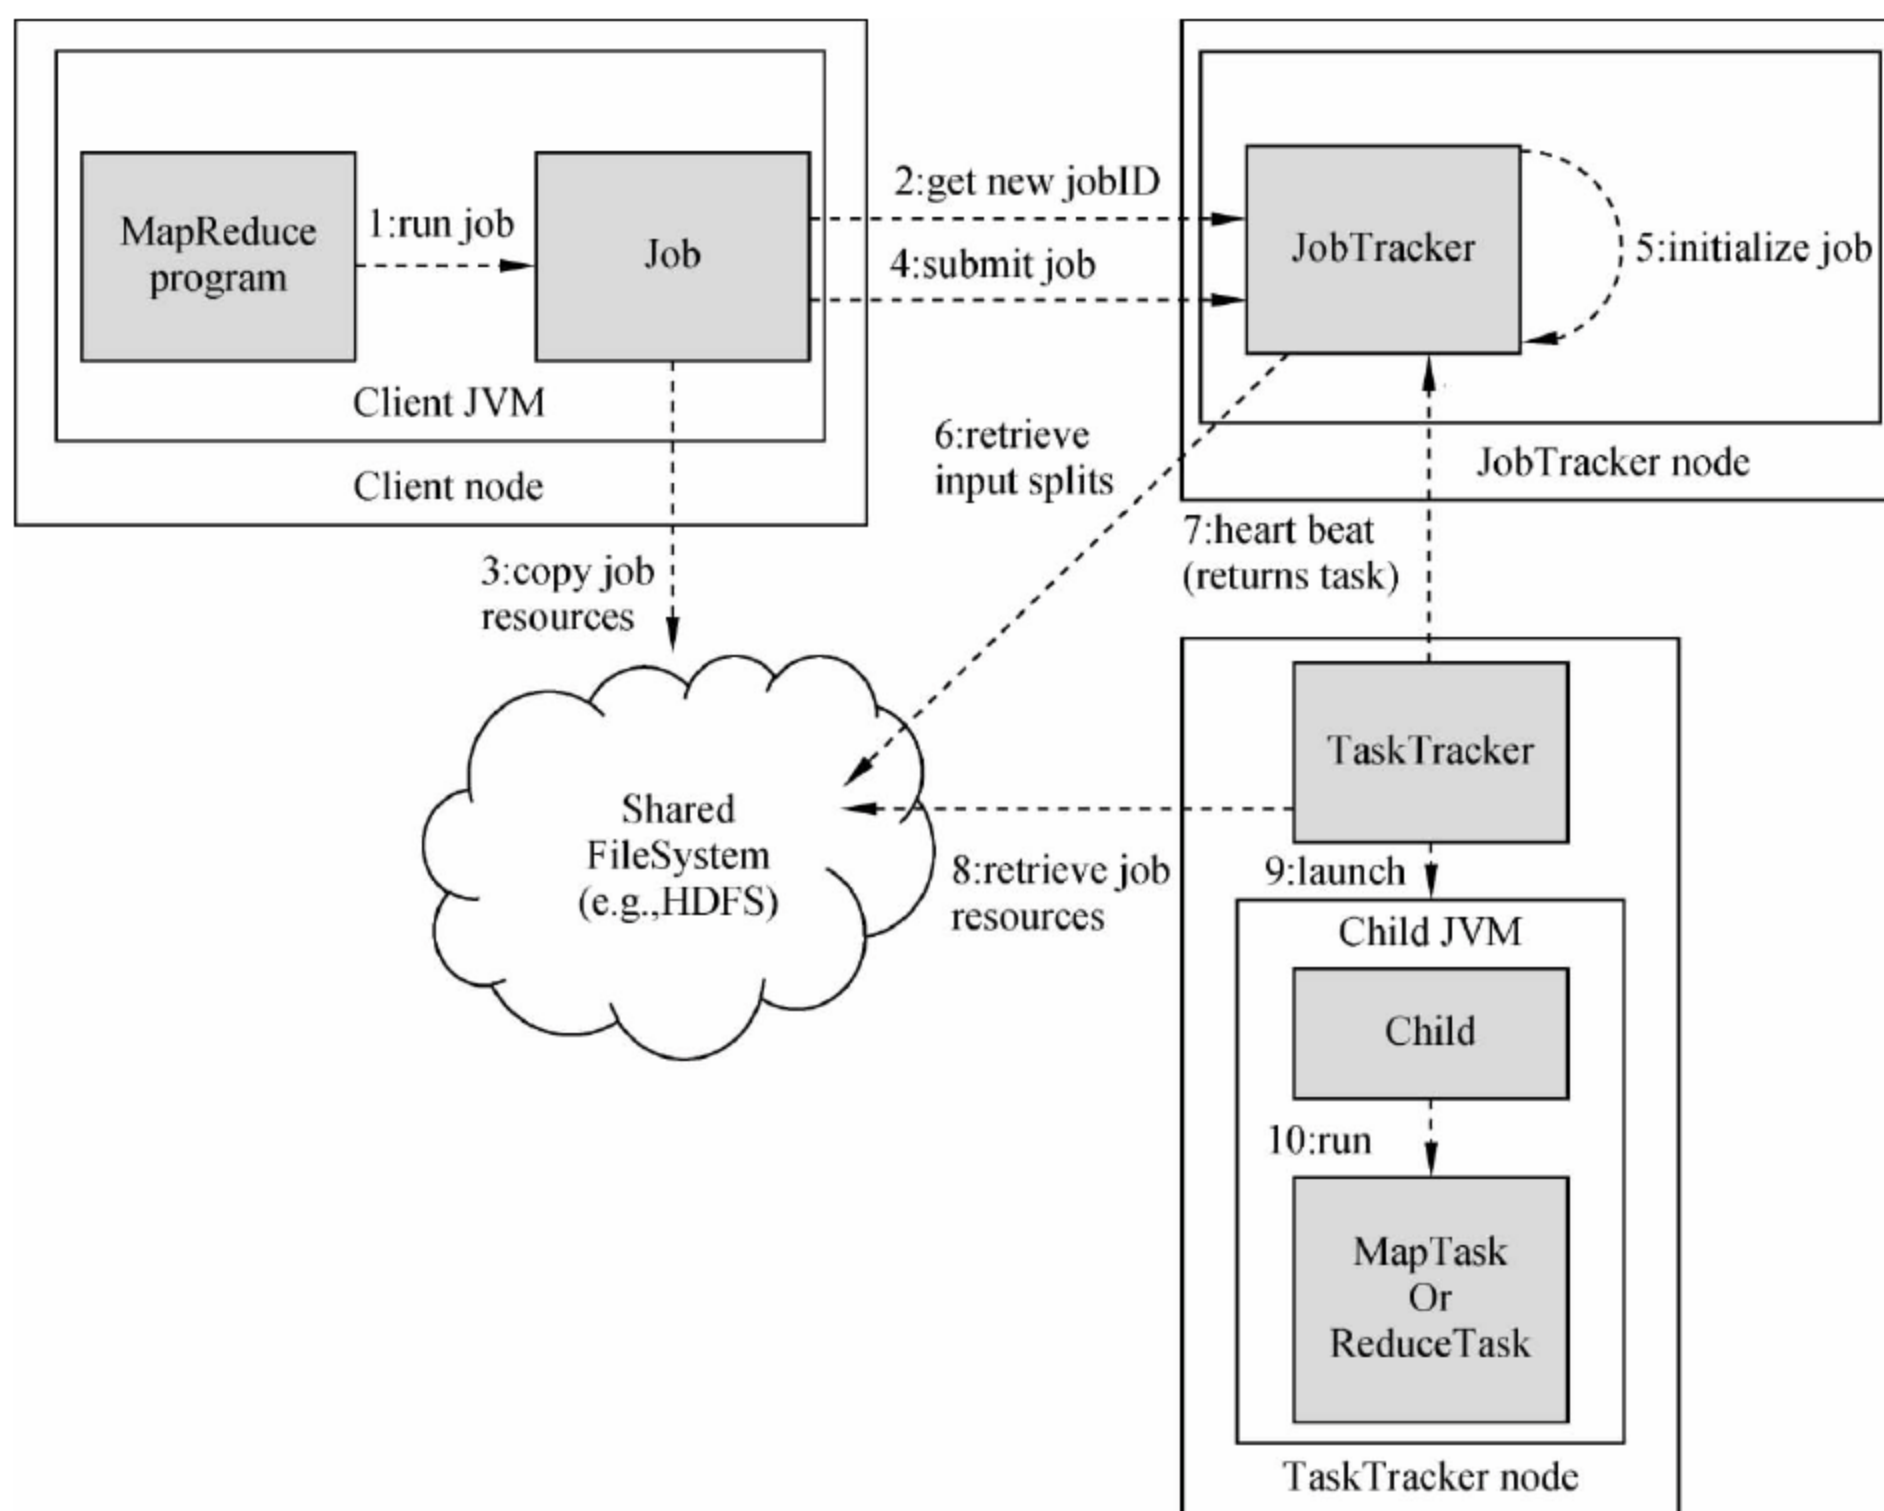 MapReduce
program
1:run job
Job
Client JVM
Client node
2:get new jobID
4:submit job
JobTracker
5:initialize job
JobTracker node
3:copy job
resources
6:retrieve
input splits
7:heart beat
(returns task)
Shared
FileSystem
(e.g.,HDFS)
8:retrieve job
resources
TaskTracker
9:launch
Child JVM
Child
10:run
MapTask
Or
ReduceTask
TaskTracker node